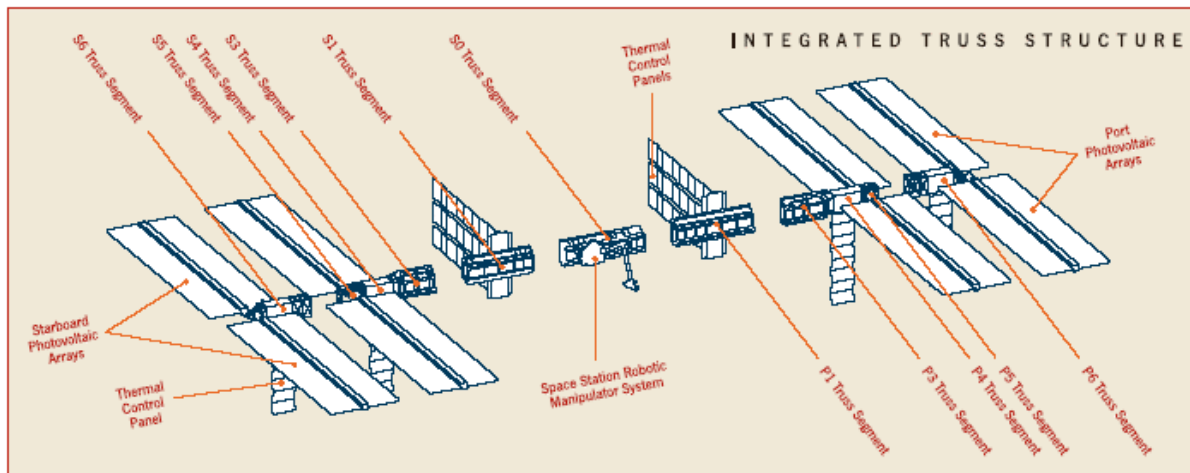 INTEGRATED TRUSS STRUCTURE
S6 Truss Segment
S5 Truss Segment
S4 Truss Segment
S3 Truss Segment
S1 Truss Segment
S0 Truss Segment
Thermal
Control
Panels
Port
Photovoltaic
Arrays
Starboard
Photovoltaic
Arrays
Thermal
Control
Panel
Space Station Robotic
Manipulator System
P1 Truss Segment
P3 Truss Segment
P4 Truss Segment
P5 Truss Segment
P6 Truss Segment